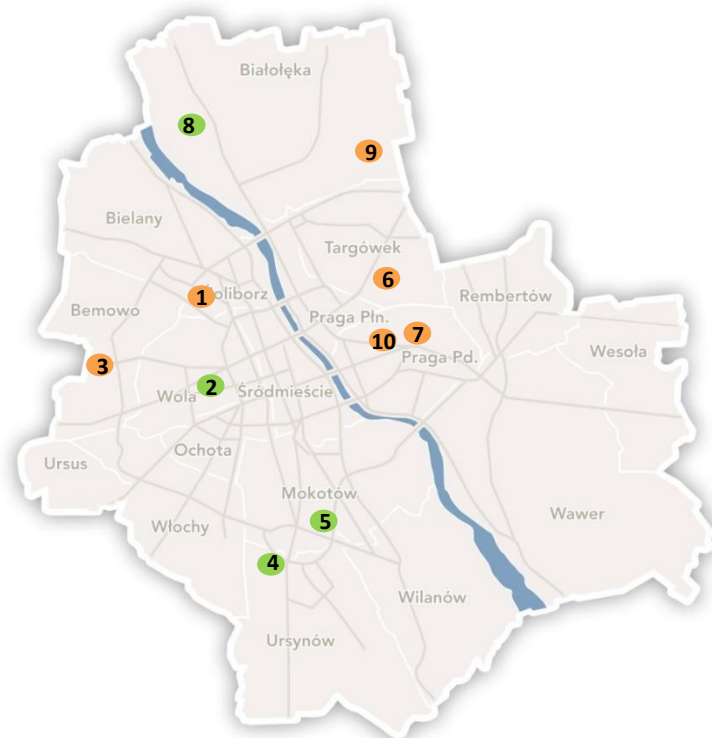 Białołęka
8
9
Bielany
Targówek
6
1
oliborz
Rembertów
Bemowo
Praga Płn.
7
10
Praga Pd.
Wesoła
3
2
Wola
Śródmieście
Ochota
Ursus
Mokotów
5
Włochy
Wawer
4
Wilanów
Ursynów